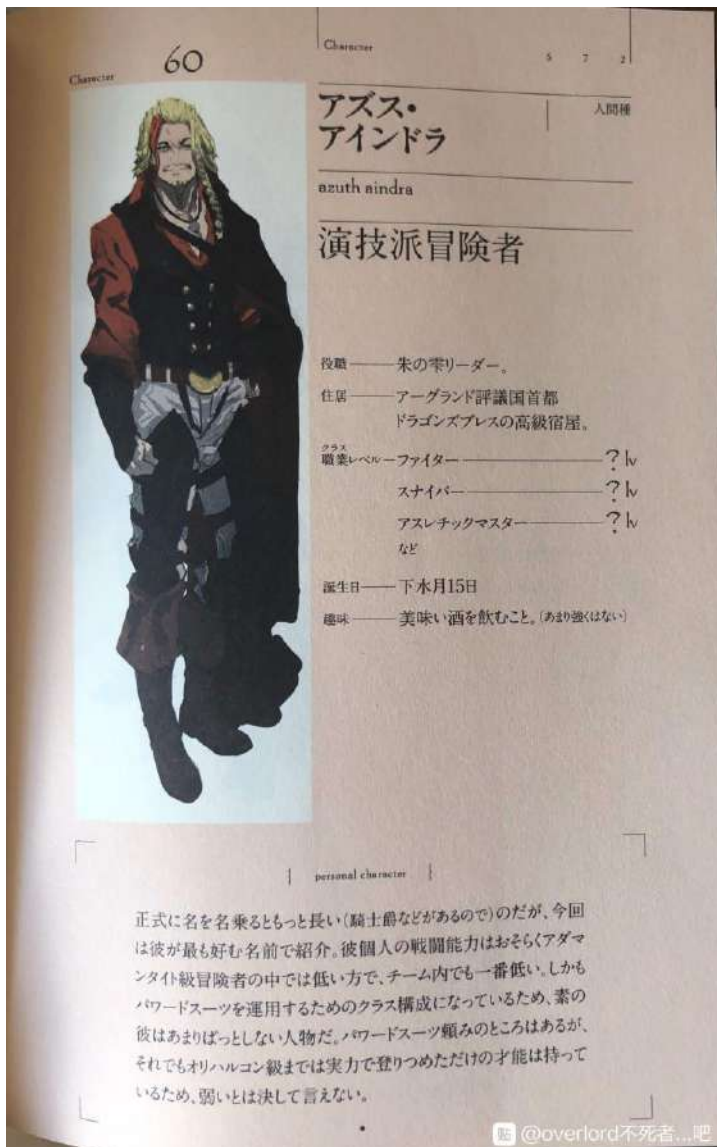 Character
60
Character
572
アズス・
アインドラ
人間種
azuth aindra
演技派冒険者
役職――朱の雫リーダー。
住居――アーグランド評議国首都
ドラゴンズブレスの高級宿屋。
クラス
職業レベル―ファイター――?lv
スナイパー――?lv
アスレチックマスター――?lv
など
誕生日――下水月15日
趣味――美味い酒を飲むこと。(あまり強くはない)
personal character
正式に名を名乗るともっと長い(騎士爵などがあるので)のだが、今回
は彼が最も好む名前で紹介。彼個人の戦闘能力はおそらくアダマ
ンタイト級冒険者の中では低い方で、チーム内でも一番低い。しかも
パワードスーツを運用するためのクラス構成になっているため、素の
彼はあまりぱっとしない人物だ。パワードスーツ頼みのところはあるが、
それでもオリハルコン級までは実力で登りつめただけの才能は持って
いるため、弱いとは決して言えない。
貼 @overlord不死者...吧